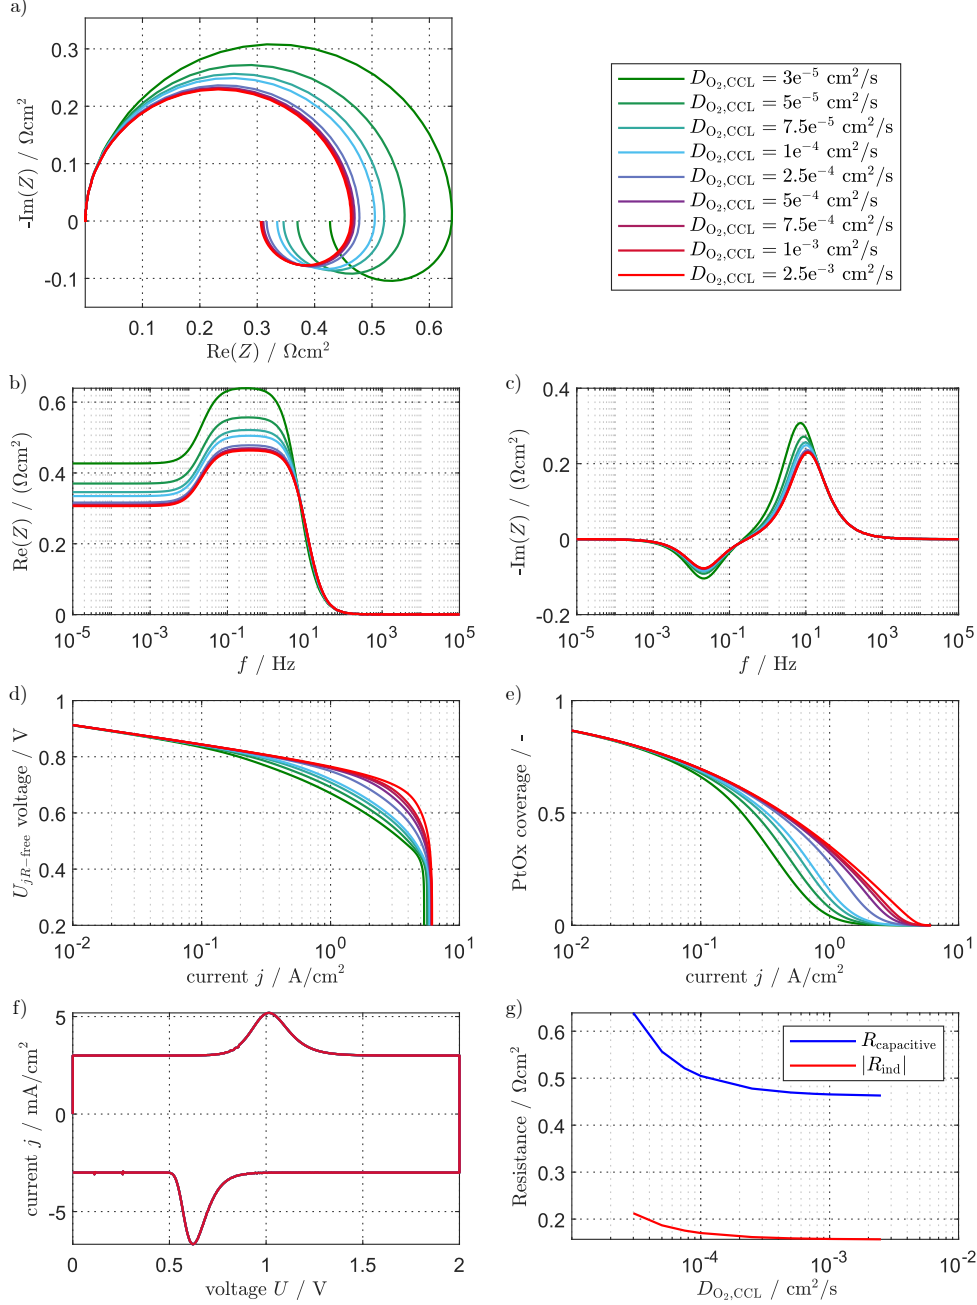 a)
0.3
0.2
0.1
0
-0.1
-Im(Z) / Ωcm²
0.1 0.2 0.3 0.4 0.5 0.6
Re(Z) / Ωcm²
D_O₂,CCL = 3e⁻⁵ cm²/s
D_O₂,CCL = 5e⁻⁵ cm²/s
D_O₂,CCL = 7.5e⁻⁵ cm²/s
D_O₂,CCL = 1e⁻⁴ cm²/s
D_O₂,CCL = 2.5e⁻⁴ cm²/s
D_O₂,CCL = 5e⁻⁴ cm²/s
D_O₂,CCL = 7.5e⁻⁴ cm²/s
D_O₂,CCL = 1e⁻³ cm²/s
D_O₂,CCL = 2.5e⁻³ cm²/s
b)
0.6
0.4
0.2
0
Re(Z) / (Ωcm²)
10⁻⁵ 10⁻³ 10⁻¹ 10¹ 10³ 10⁵
f / Hz
c)
0.4
0.2
0
-0.2
-Im(Z) / (Ωcm²)
10⁻⁵ 10⁻³ 10⁻¹ 10¹ 10³ 10⁵
f / Hz
d)
1
0.8
0.6
0.4
0.2
U_jR−free voltage / V
10⁻² 10⁻¹ 10⁰ 10¹
current j / A/cm²
e)
1
0.5
0
PtOx coverage / -
10⁻² 10⁻¹ 10⁰ 10¹
current j / A/cm²
f)
5
0
-5
current j / mA/cm²
0 0.5 1 1.5 2
voltage U / V
g)
0.6
0.5
0.4
0.3
0.2
Resistance / Ωcm²
R_capacitive
|R_ind|
10⁻⁴ 10⁻³ 10⁻²
D_O₂,CCL / cm²/s